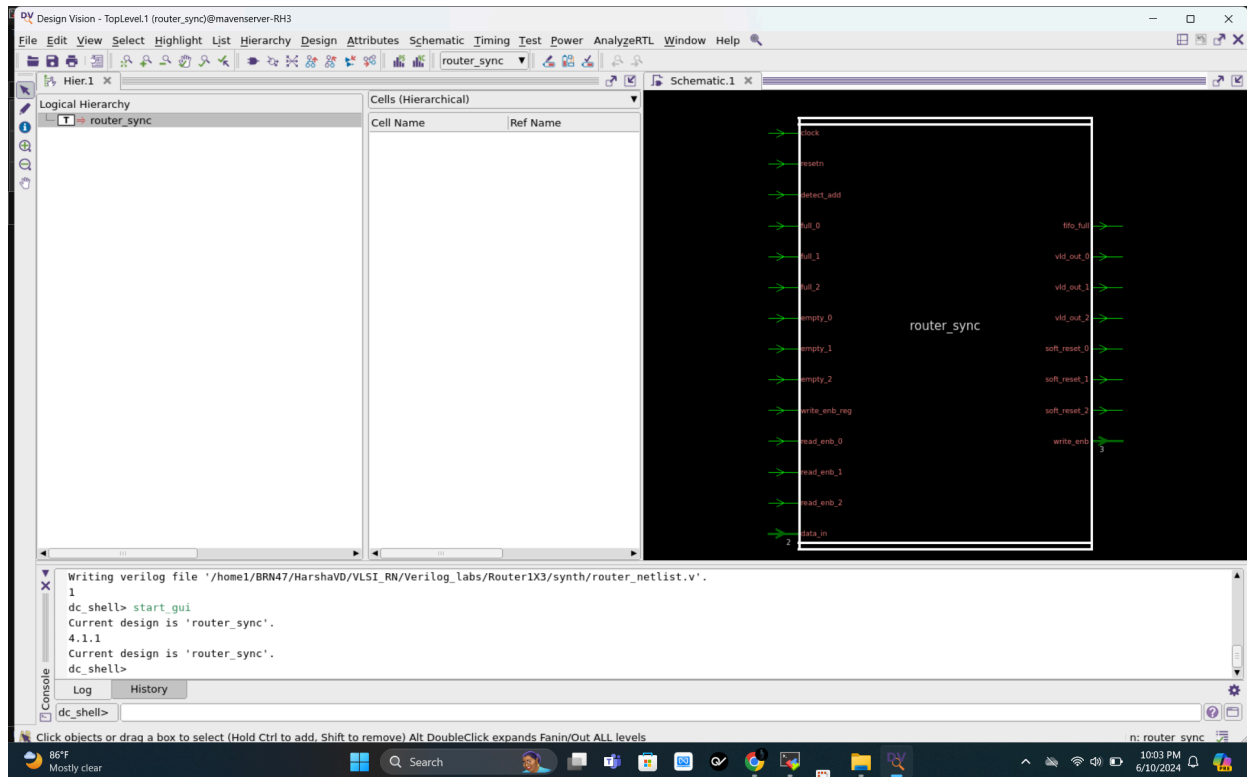 Design Vision - TopLevel.1 (router_sync)@mavenserver-RH3
File Edit View Select Highlight List Hierarchy Design Attributes Schematic Timing Test Power AnalyzeRTL Window Help
router_sync
Hier.1
Schematic.1
Logical Hierarchy
T router_sync
Cells (Hierarchical)
Cell Name Ref Name
clock
resetn
detect_add
full_0
full_1
full_2
empty_0
empty_1
empty_2
write_enb_reg
read_enb_0
read_enb_1
read_enb_2
data_in
2
router_sync
fifo_full
vld_out_0
vld_out_1
vld_out_2
soft_reset_0
soft_reset_1
soft_reset_2
write_enb
3
Writing verilog file '/home1/BRN47/HarshaVD/VLSI_RN/Verilog_labs/Router1X3/synth/router_netlist.v'.
1
dc_shell> start_gui
Current design is 'router_sync'.
4.1.1
Current design is 'router_sync'.
dc_shell>
Console
Log History
dc_shell>
Click objects or drag a box to select (Hold Ctrl to add, Shift to remove) Alt DoubleClick expands Fanin/Out ALL levels
n: router_sync
86°F
Mostly clear
Search
10:03 PM
6/10/2024